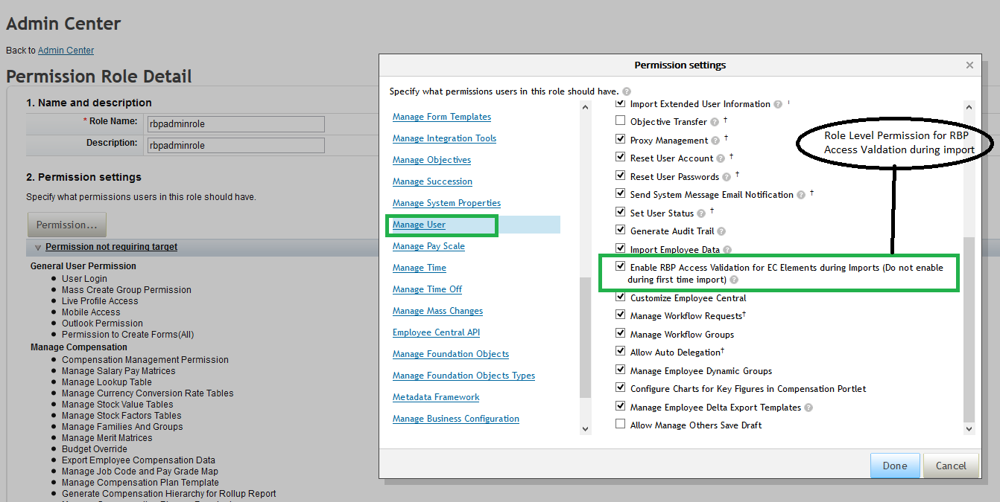 Admin Center
Back to Admin Center
Permission Role Detail
1. Name and description
* Role Name: rbpadminrole
Description: rbpadminrole
2. Permission settings
Specify what permissions users in this role should have.
Permission...
Permission not requiring target
General User Permission
User Login
Mass Create Group Permission
Live Profile Access
Mobile Access
Outlook Permission
Permission to Create Forms(All)
Manage Compensation
Compensation Management Permission
Manage Salary Pay Matrices
Manage Lookup Table
Manage Currency Conversion Rate Tables
Manage Stock Value Tables
Manage Stock Factors Tables
Manage Families And Groups
Manage Merit Matrices
Budget Override
Export Employee Compensation Data
Manage Job Code and Pay Grade Map
Manage Compensation Plan Template
Generate Compensation Hierarchy for Rollup Report
Permission settings
Specify what permissions users in this role should have.
Manage Form Templates
Manage Integration Tools
Manage Objectives
Manage Succession
Manage System Properties
Manage User
Manage Pay Scale
Manage Time
Manage Time Off
Manage Mass Changes
Employee Central API
Manage Foundation Objects
Manage Foundation Objects Types
Metadata Framework
Manage Business Configuration
Import Extended User Information
Objective Transfer †
Proxy Management †
Reset User Account †
Reset User Passwords †
Send System Message Email Notification †
Set User Status †
Generate Audit Trail
Import Employee Data
Enable RBP Access Validation for EC Elements during Imports (Do not enable
during first time import)
Customize Employee Central
Manage Workflow Requests†
Manage Workflow Groups
Allow Auto Delegation†
Manage Employee Dynamic Groups
Configure Charts for Key Figures in Compensation Portlet
Manage Employee Delta Export Templates
Allow Manage Others Save Draft
Role Level Permission for RBP
Access Valdation during import
Done
Cancel